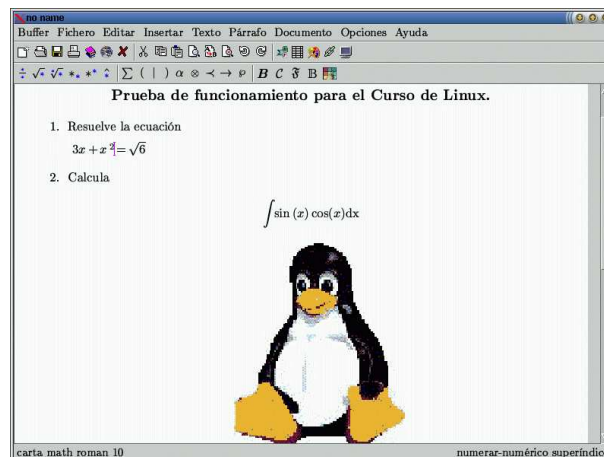 no name
Buffer Fichero Editar Insertar Texto Párrafo Documento Opciones Ayuda
Prueba de funcionamiento para el Curso de Linux.
1. Resuelve la ecuación
3x + x² = √6
2. Calcula
∫ sin (x) cos(x)dx
carta math roman 10 numerar-numérico superíndic